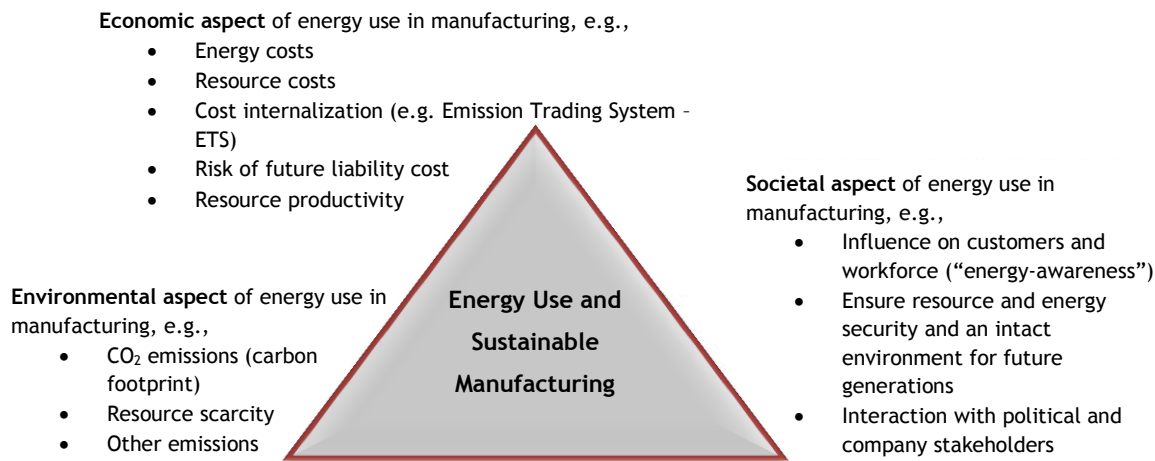 Economic aspect of energy use in manufacturing, e.g.,
• Energy costs
• Resource costs
• Cost internalization (e.g. Emission Trading System –
ETS)
• Risk of future liability cost
• Resource productivity
Societal aspect of energy use in
manufacturing, e.g.,
• Influence on customers and
workforce (“energy-awareness”)
• Ensure resource and energy
security and an intact
environment for future
generations
• Interaction with political and
company stakeholders
Environmental aspect of energy use in
manufacturing, e.g.,
• CO₂ emissions (carbon
footprint)
• Resource scarcity
• Other emissions
Energy Use and
Sustainable
Manufacturing